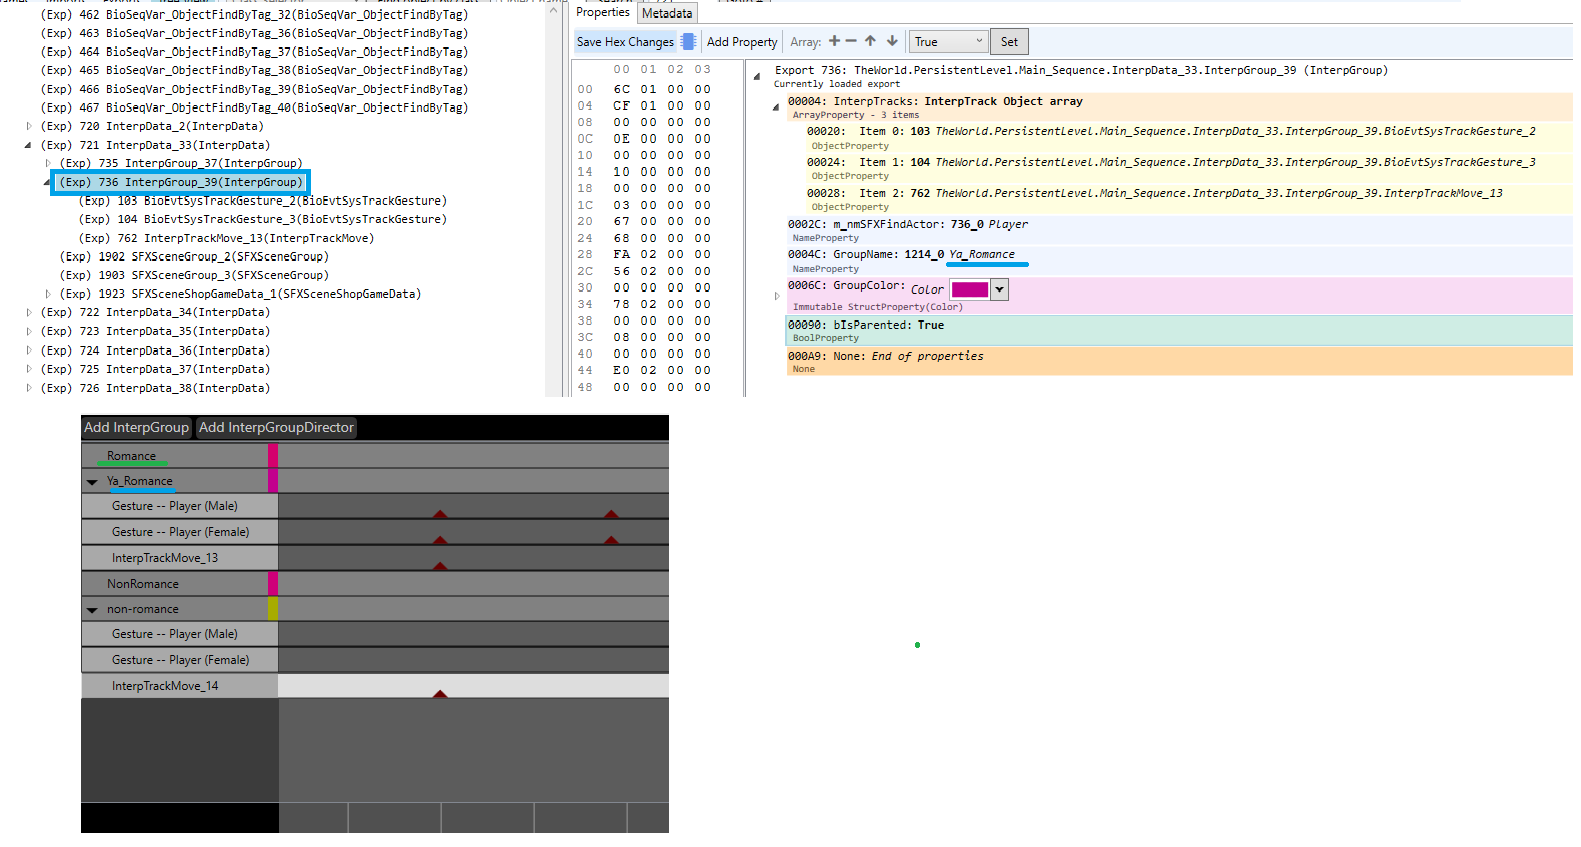 Properties Metadata
Save Hex Changes Add Property Array: True Set
(Exp) 462 BioSeqVar_ObjectFindByTag_32(BioSeqVar_ObjectFindByTag)
(Exp) 463 BioSeqVar_ObjectFindByTag_36(BioSeqVar_ObjectFindByTag)
(Exp) 464 BioSeqVar_ObjectFindByTag_37(BioSeqVar_ObjectFindByTag)
(Exp) 465 BioSeqVar_ObjectFindByTag_38(BioSeqVar_ObjectFindByTag)
(Exp) 466 BioSeqVar_ObjectFindByTag_39(BioSeqVar_ObjectFindByTag)
(Exp) 467 BioSeqVar_ObjectFindByTag_40(BioSeqVar_ObjectFindByTag)
(Exp) 720 InterpData_2(InterpData)
(Exp) 721 InterpData_33(InterpData)
(Exp) 735 InterpGroup_37(InterpGroup)
(Exp) 736 InterpGroup_39(InterpGroup)
(Exp) 103 BioEvtSysTrackGesture_2(BioEvtSysTrackGesture)
(Exp) 104 BioEvtSysTrackGesture_3(BioEvtSysTrackGesture)
(Exp) 762 InterpTrackMove_13(InterpTrackMove)
(Exp) 1902 SFXSceneGroup_2(SFXSceneGroup)
(Exp) 1903 SFXSceneGroup_3(SFXSceneGroup)
(Exp) 1923 SFXSceneShopGameData_1(SFXSceneShopGameData)
(Exp) 722 InterpData_34(InterpData)
(Exp) 723 InterpData_35(InterpData)
(Exp) 724 InterpData_36(InterpData)
(Exp) 725 InterpData_37(InterpData)
(Exp) 726 InterpData_38(InterpData)
00 01 02 03
00 6C 01 00 00
04 CF 01 00 00
08 00 00 00 00
0C 0E 00 00 00
10 00 00 00 00
14 10 00 00 00
18 00 00 00 00
1C 03 00 00 00
20 67 00 00 00
24 68 00 00 00
28 FA 02 00 00
2C 56 02 00 00
30 00 00 00 00
34 78 02 00 00
38 00 00 00 00
3C 08 00 00 00
40 00 00 00 00
44 E0 02 00 00
48 00 00 00 00
Export 736: TheWorld.PersistentLevel.Main_Sequence.InterpData_33.InterpGroup_39 (InterpGroup)
Currently loaded export
00004: InterpTracks: InterpTrack Object array
ArrayProperty - 3 items
00020: Item 0: 103 TheWorld.PersistentLevel.Main_Sequence.InterpData_33.InterpGroup_39.BioEvtSysTrackGesture_2
ObjectProperty
00024: Item 1: 104 TheWorld.PersistentLevel.Main_Sequence.InterpData_33.InterpGroup_39.BioEvtSysTrackGesture_3
ObjectProperty
00028: Item 2: 762 TheWorld.PersistentLevel.Main_Sequence.InterpData_33.InterpGroup_39.InterpTrackMove_13
ObjectProperty
0002C: m_nmSFXFindActor: 736_0 Player
NameProperty
0004C: GroupName: 1214_0 Ya_Romance
NameProperty
0006C: GroupColor: Color
Immutable StructProperty(Color)
00090: bIsParented: True
BoolProperty
000A9: None: End of properties
None
Add InterpGroup Add InterpGroupDirector
Romance
Ya_Romance
Gesture -- Player (Male)
Gesture -- Player (Female)
InterpTrackMove_13
NonRomance
non-romance
Gesture -- Player (Male)
Gesture -- Player (Female)
InterpTrackMove_14